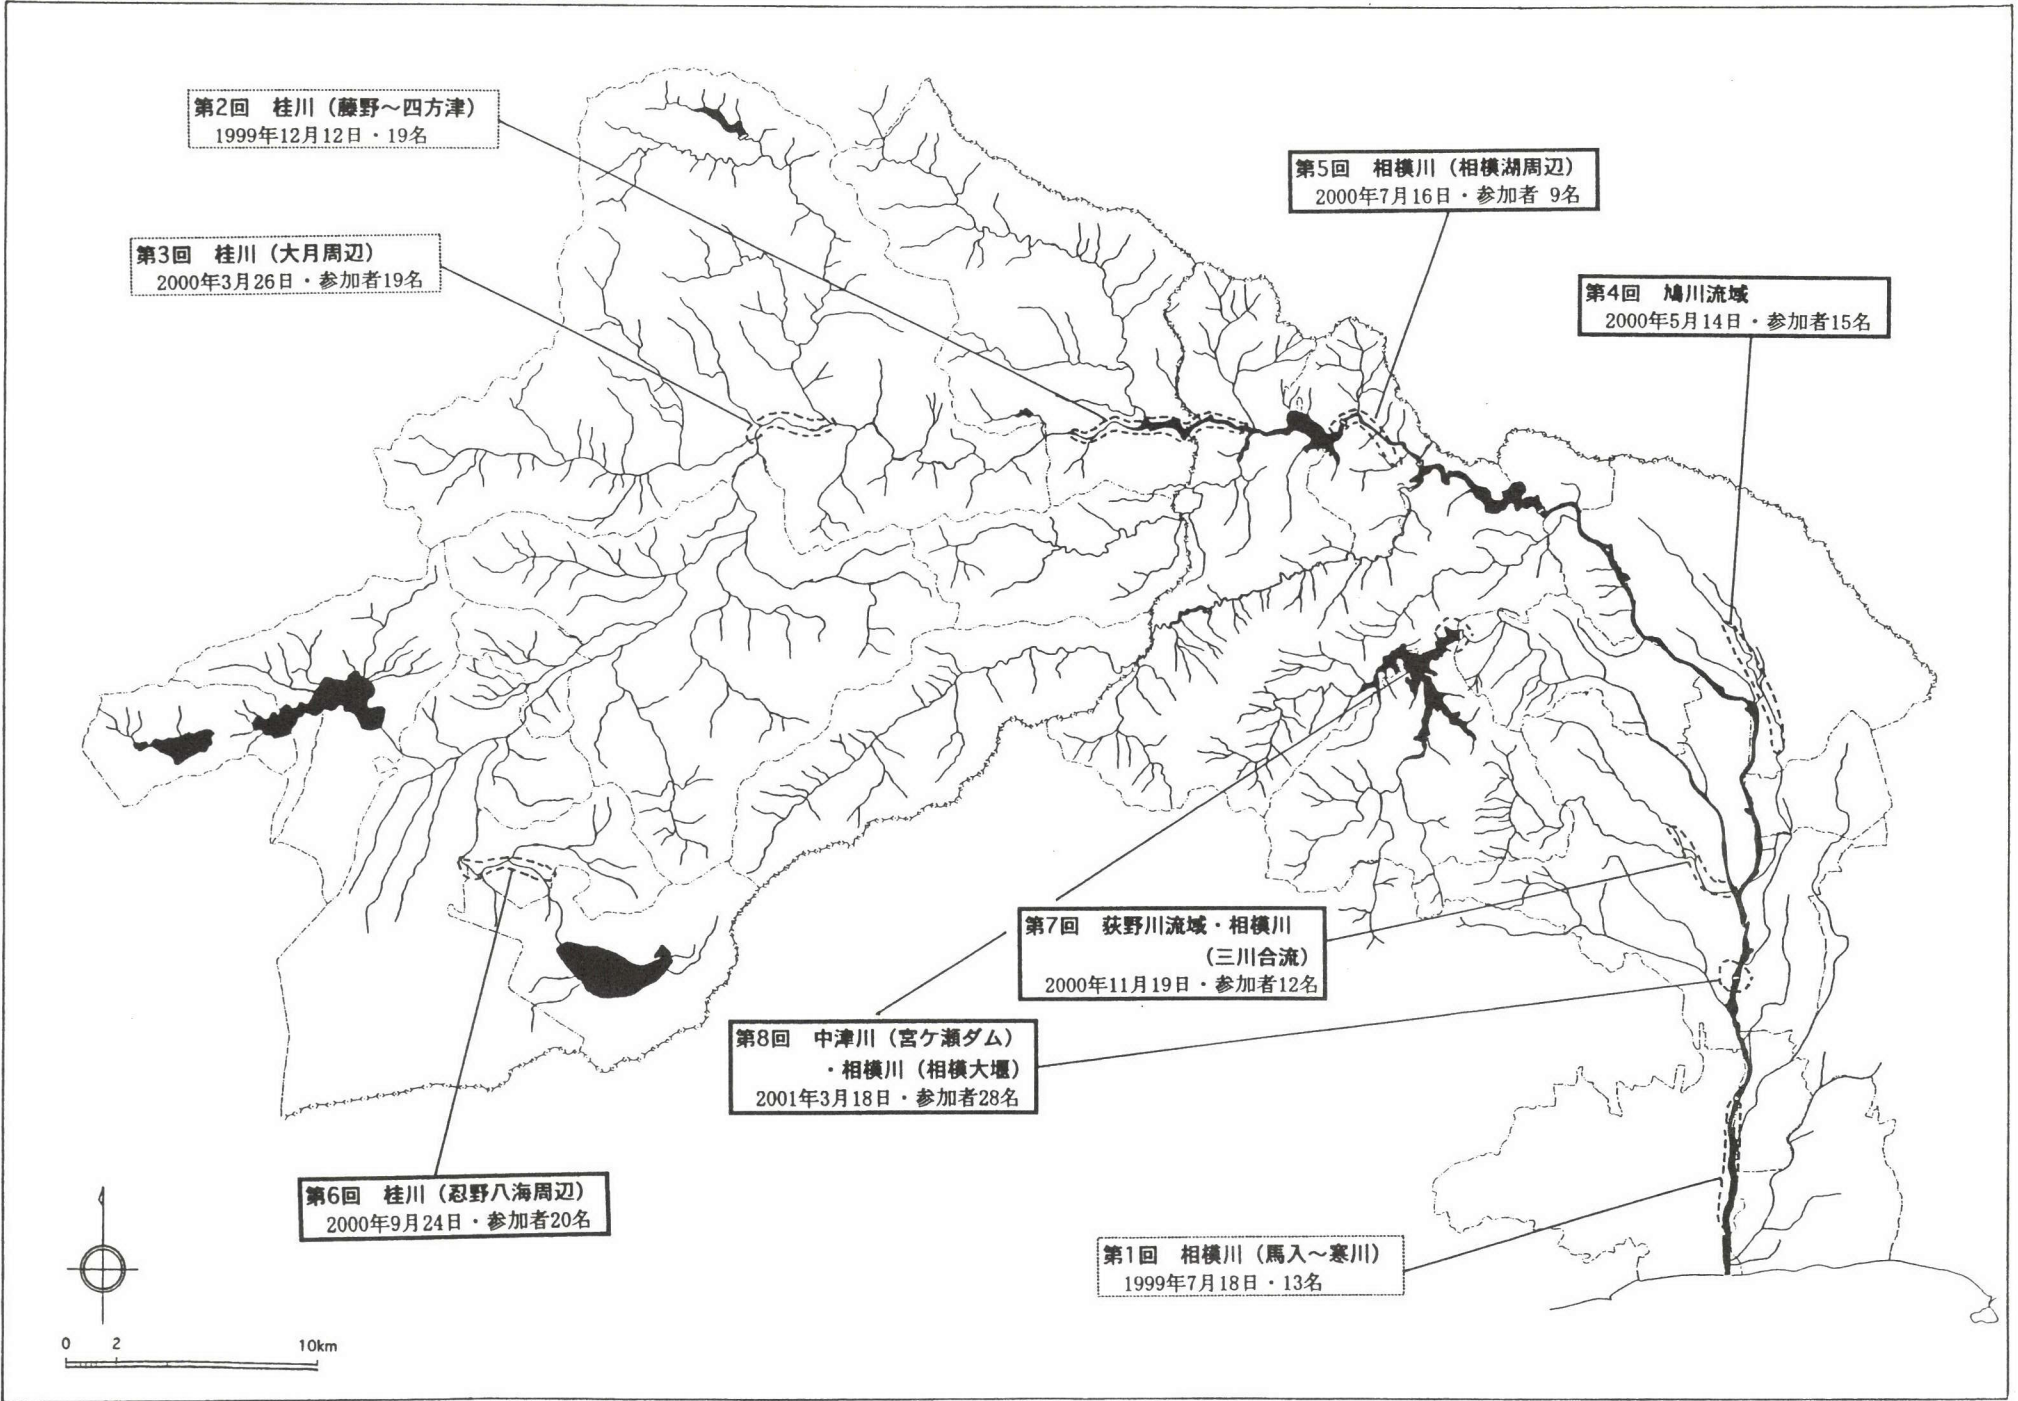 第2回　桂川（藤野～四方津）
1999年12月12日・19名
第5回　相模川（相模湖周辺）
2000年7月16日・参加者 9名
第3回　桂川（大月周辺）
2000年3月26日・参加者19名
第4回　鳩川流域
2000年5月14日・参加者15名
第7回　荻野川流域・相模川
（三川合流）
2000年11月19日・参加者12名
第8回　中津川（宮ケ瀬ダム）
・相模川（相模大堰）
2001年3月18日・参加者28名
第6回　桂川（忍野八海周辺）
2000年9月24日・参加者20名
第1回　相模川（馬入～寒川）
1999年7月18日・13名
0 2 10km